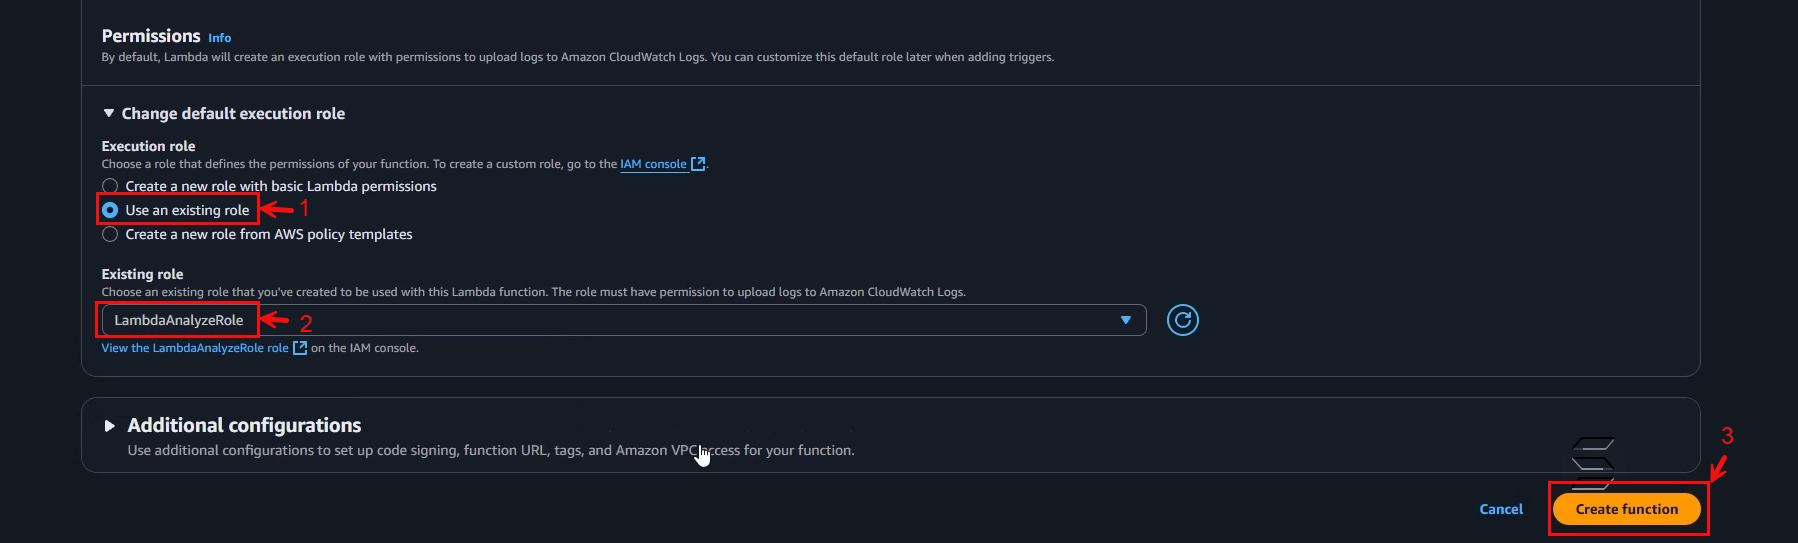 Permissions Info
By default, Lambda will create an execution role with permissions to upload logs to Amazon CloudWatch Logs. You can customize this default role later when adding triggers.
Change default execution role
Execution role
Choose a role that defines the permissions of your function. To create a custom role, go to the IAM console.
Create a new role with basic Lambda permissions
Use an existing role 1
Create a new role from AWS policy templates
Existing role
Choose an existing role that you've created to be used with this Lambda function. The role must have permission to upload logs to Amazon CloudWatch Logs.
LambdaAnalyzeRole 2
View the LambdaAnalyzeRole role on the IAM console.
Additional configurations
Use additional configurations to set up code signing, function URL, tags, and Amazon VPC access for your function.
3
Cancel Create function